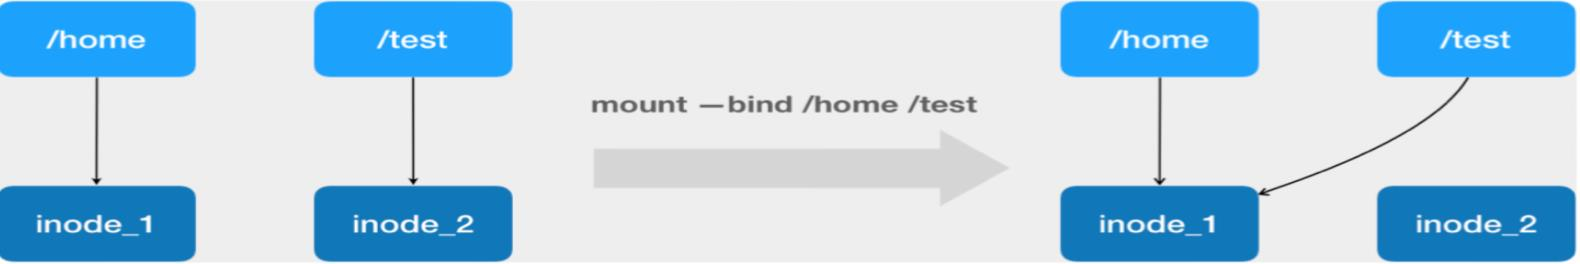 /home
/test
mount —bind /home /test
/home
/test
inode_1
inode_2
inode_1
inode_2